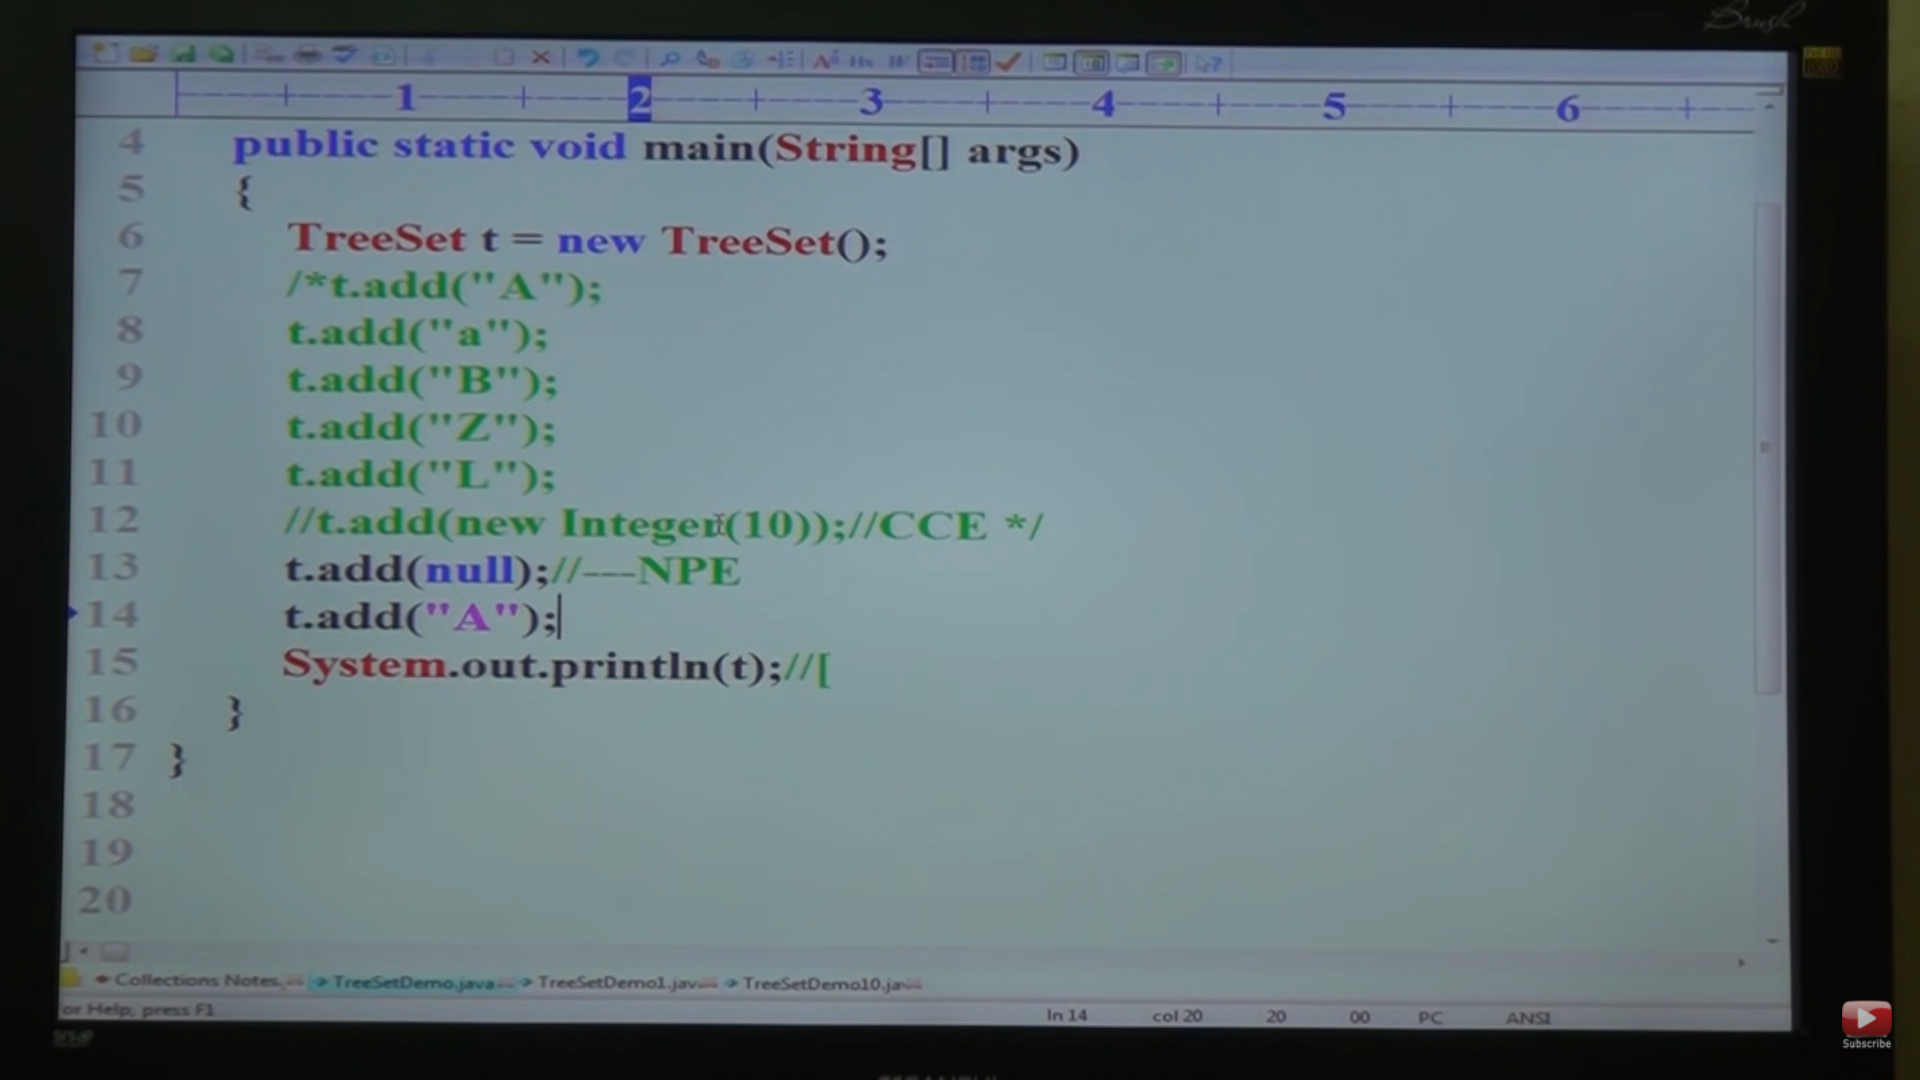 Brush
1 2 3 4 5 6
4 public static void main(String[] args)
5 {
6 TreeSet t = new TreeSet();
7 /*t.add("A");
8 t.add("a");
9 t.add("B");
10 t.add("Z");
11 t.add("L");
12 //t.add(new Integer(10));//CCE */
13 t.add(null);//---NPE
14 t.add("A");
15 System.out.println(t);//[
16 }
17 }
18
19
20
Collections Notes. TreeSetDemo.java TreeSetDemo1.jav TreeSetDemo10.jav
or Help, press F1 ln 14 col 20 20 00 PC ANSI
Subscribe